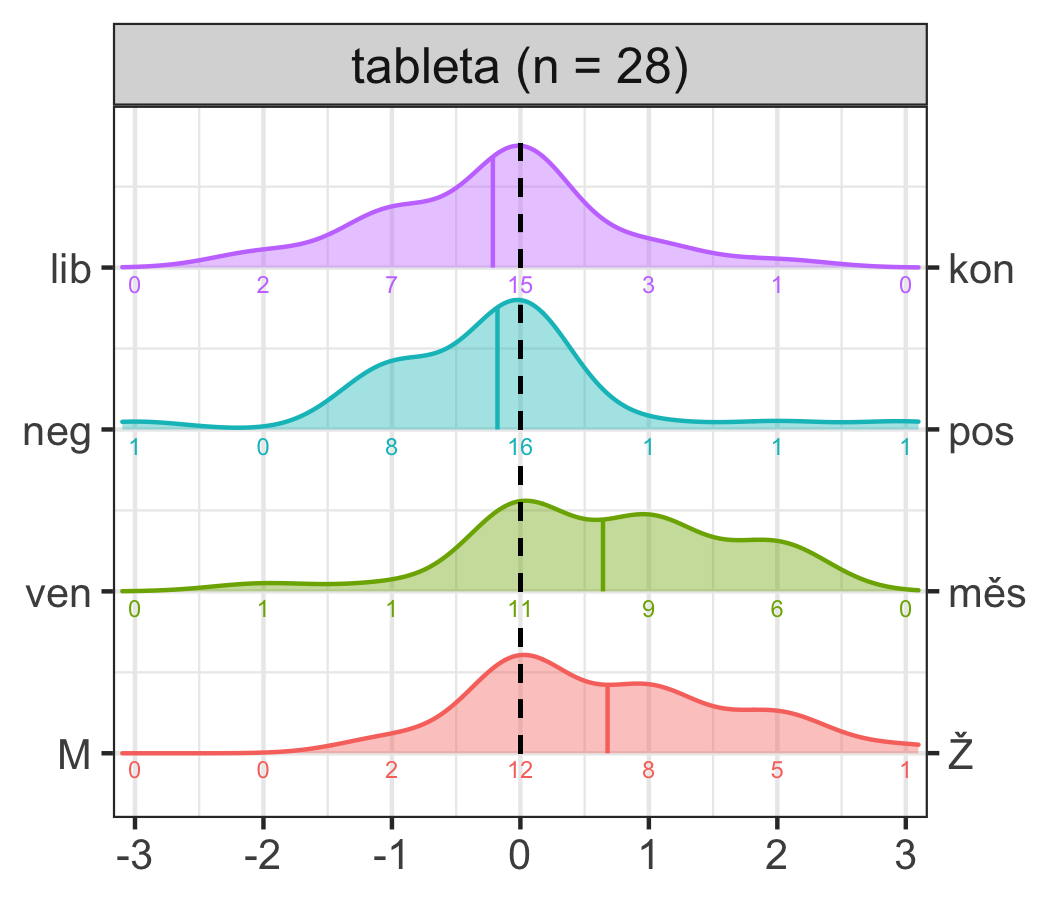 tableta (n = 28)
lib kon
0 2 7 15 3 1 0
neg pos
1 0 8 16 1 1 1
ven měs
0 1 1 11 9 6 0
M Ž
0 0 2 12 8 5 1
-3 -2 -1 0 1 2 3